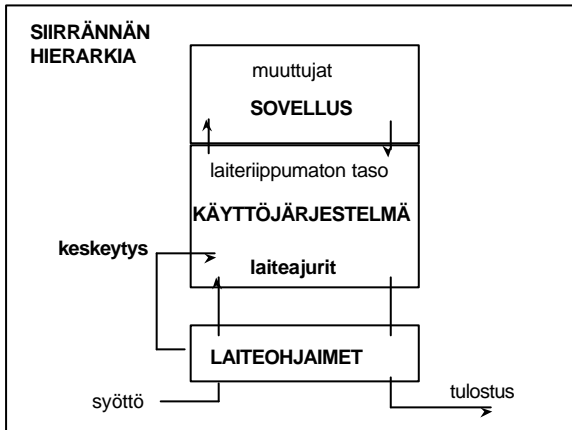 SIIRRÄNNÄN
HIERARKIA
muuttujat
SOVELLUS
laiteriippumaton taso
KÄYTTÖJÄRJESTELMÄ
keskeytys
laiteajurit
LAITEOHJAIMET
syöttö
tulostus